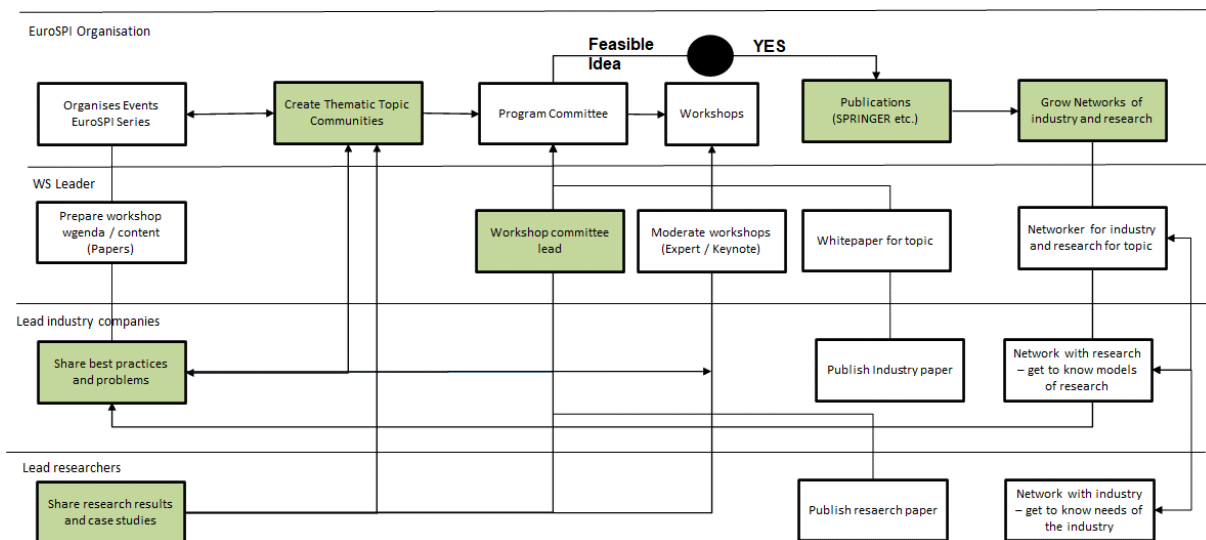 EuroSPI Organisation
Feasible
Idea
YES
Organises Events
EuroSPI Series
Create Thematic Topic
Communities
Program Committee
Workshops
Publications
(SPRINGER etc.)
Grow Networks of
industry and research
WS Leader
Prepare workshop
wgenda / content
(Papers)
Workshop committee
lead
Moderate workshops
(Expert / Keynote)
Whitepaper for topic
Networker for industry
and research for topic
Lead industry companies
Share best practices
and problems
Publish Industry paper
Network with research
– get to know models
of research
Lead researchers
Share research results
and case studies
Publish resaerch paper
Network with industry
– get to know needs of
the industry